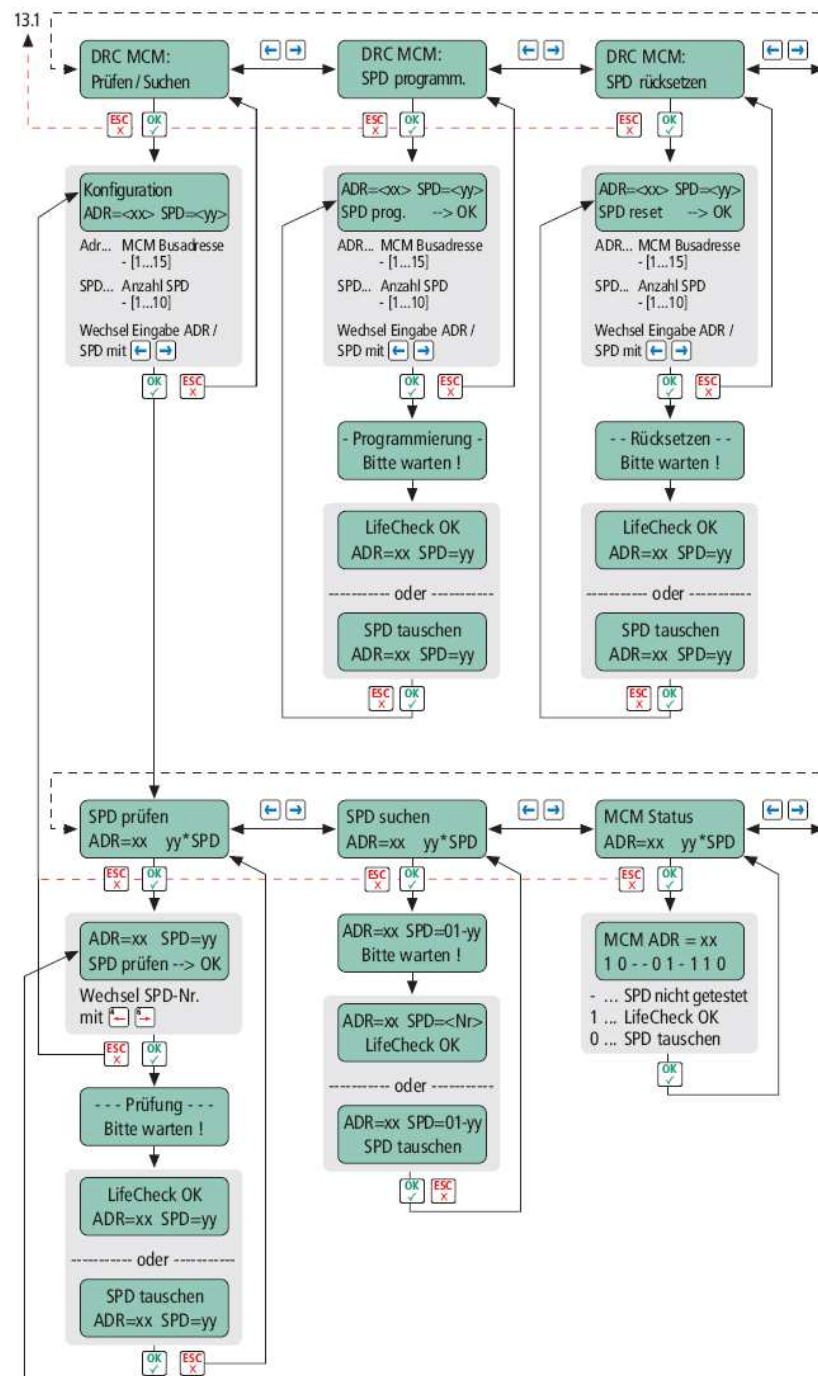 13.1
DRC MCM:
Prüfen / Suchen
← →
DRC MCM:
SPD programm.
← →
DRC MCM:
SPD rücksetzen
← →
ESC X
OK ✓
ESC X
OK ✓
ESC X
OK ✓
Konfiguration
ADR=<xx> SPD=<yy>
Adr... MCM Busadresse
- [1...15]
SPD... Anzahl SPD
- [1...10]
Wechsel Eingabe ADR /
SPD mit ← →
OK ✓
ESC X
ADR=<xx> SPD=<yy>
SPD prog. --> OK
ADR... MCM Busadresse
- [1...15]
SPD... Anzahl SPD
- [1...10]
Wechsel Eingabe ADR /
SPD mit ← →
OK ✓
ESC X
- Programmierung -
Bitte warten !
LifeCheck OK
ADR=xx SPD=yy
------------ oder ------------
SPD tauschen
ADR=xx SPD=yy
ESC X
OK ✓
ADR=<xx> SPD=<yy>
SPD reset --> OK
ADR... MCM Busadresse
- [1...15]
SPD... Anzahl SPD
- [1...10]
Wechsel Eingabe ADR /
SPD mit ← →
OK ✓
ESC X
- - Rücksetzen - -
Bitte warten !
LifeCheck OK
ADR=xx SPD=yy
------------ oder ------------
SPD tauschen
ADR=xx SPD=yy
ESC X
OK ✓
SPD prüfen
ADR=xx yy*SPD
← →
SPD suchen
ADR=xx yy*SPD
← →
MCM Status
ADR=xx yy*SPD
← →
ESC X
OK ✓
ESC X
OK ✓
ESC X
OK ✓
ADR=xx SPD=yy
SPD prüfen --> OK
Wechsel SPD-Nr.
mit ← →
ESC X
OK ✓
- - - Prüfung - - -
Bitte warten !
LifeCheck OK
ADR=xx SPD=yy
------------ oder ------------
SPD tauschen
ADR=xx SPD=yy
OK ✓
ESC X
ADR=xx SPD=01-yy
Bitte warten !
ADR=xx SPD=<Nr>
LifeCheck OK
------------ oder ------------
ADR=xx SPD=01-yy
SPD tauschen
OK ✓
ESC X
MCM ADR = xx
1 0 - - 0 1 - 1 1 0
- ... SPD nicht getestet
1 ... LifeCheck OK
0 ... SPD tauschen
OK ✓